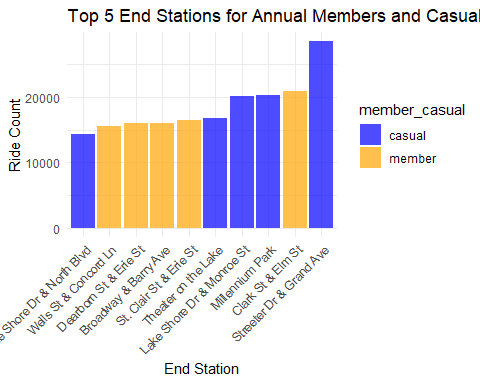 Top 5 End Stations for Annual Members and Casual
Ride Count
20000
10000
0
member_casual
casual
member
Shore Dr & North Blvd
Wells St & Concord Ln
Dearborn St & Erie St
Broadway & Barry Ave
St. Clair St & Erie St
Theater on the Lake
Lake Shore Dr & Monroe St
Millennium Park
Clark St & Elm St
Streeter Dr & Grand Ave
End Station